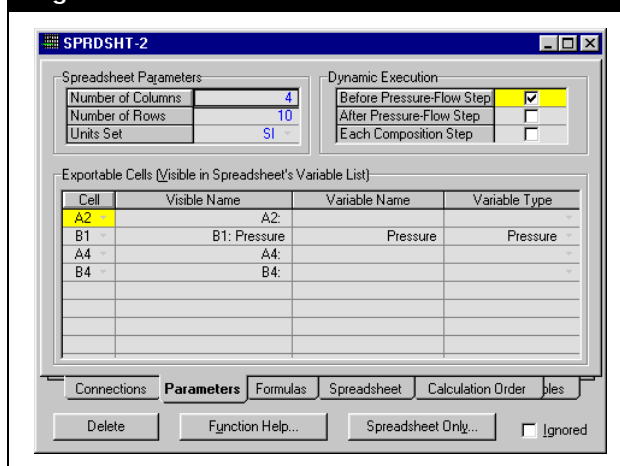 SPRDSHT-2
Spreadsheet Parameters
Number of Columns 4
Number of Rows 10
Units Set SI
Dynamic Execution
Before Pressure-Flow Step
After Pressure-Flow Step
Each Composition Step
Exportable Cells (Visible in Spreadsheet's Variable List)
Cell Visible Name Variable Name Variable Type
A2 A2:
B1 B1: Pressure Pressure Pressure
A4 A4:
B4 B4:
Connections Parameters Formulas Spreadsheet Calculation Order bles
Delete Function Help... Spreadsheet Only... Ignored